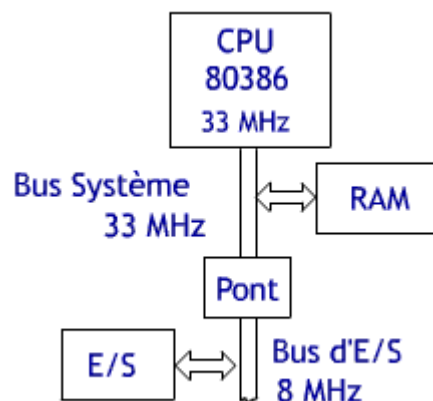 CPU
80386
33 MHz
Bus Système
33 MHz
RAM
Pont
E/S
Bus d'E/S
8 MHz